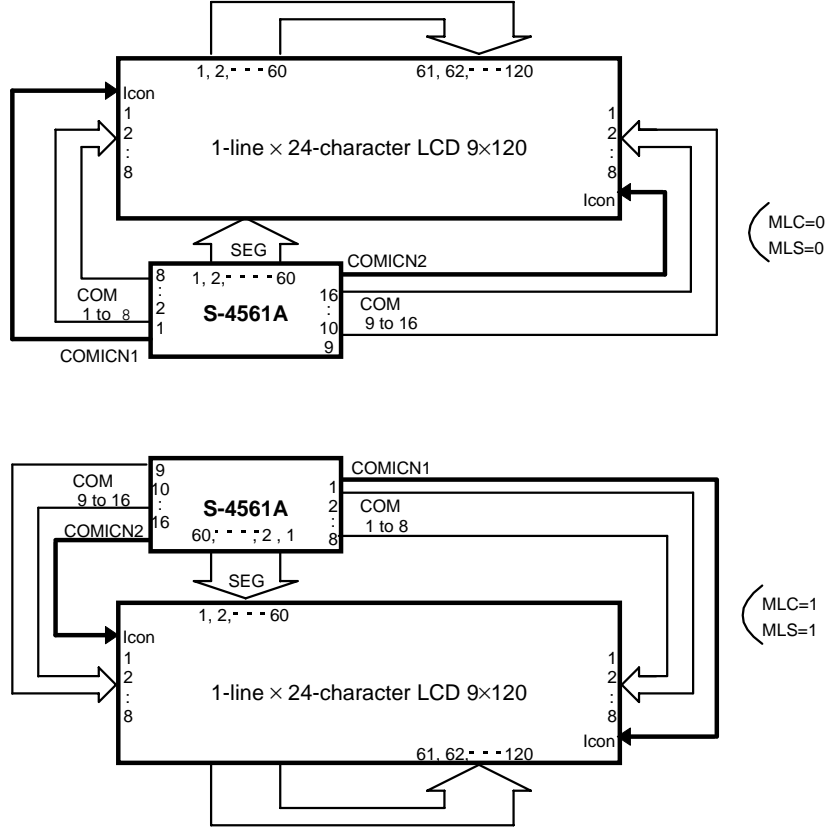 1, 2, - - - 60 61, 62, - - - 120
Icon
1
2
:
8
1-line × 24-character LCD 9×120
1
2
:
8
Icon
MLC=0
MLS=0
SEG
COMICN2
8
:
2
1
1, 2, - - - - 60
S-4561A
16
:
10
9
COM
1 to 8
COM
9 to 16
COMICN1
9
10
:
16
COM
9 to 16
COMICN2
S-4561A
60, - - - - , 2 , 1
1
2
:
8
COMICN1
COM
1 to 8
SEG
1, 2, - - - 60
Icon
1
2
:
8
1-line × 24-character LCD 9×120
1
2
:
8
Icon
61, 62, - - - 120
MLC=1
MLS=1